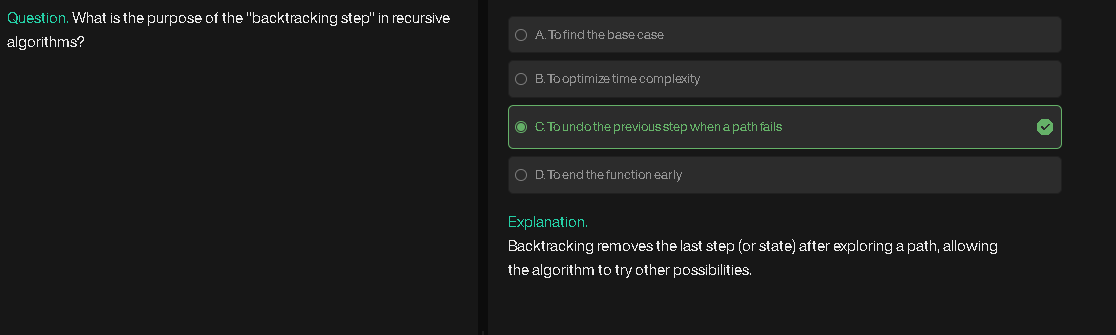 Question. What is the purpose of the "backtracking step" in recursive
algorithms?
A. To find the base case
B. To optimize time complexity
C. To undo the previous step when a path fails
D. To end the function early
Explanation.
Backtracking removes the last step (or state) after exploring a path, allowing
the algorithm to try other possibilities.